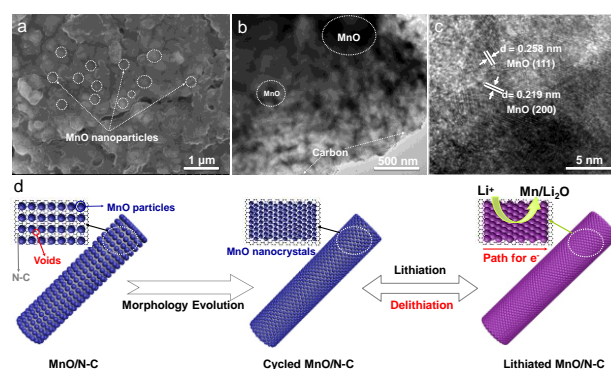 a
MnO nanoparticles
1 μm
b
MnO
MnO
Carbon
500 nm
c
d = 0.258 nm
MnO (111)
d = 0.219 nm
MnO (200)
5 nm
d
MnO particles
Voids
N-C
MnO/N-C
Morphology Evolution
MnO nanocrystals
Cycled MnO/N-C
Lithiation
Delithiation
Li⁺ Mn/Li₂O
Path for e⁻
Lithiated MnO/N-C